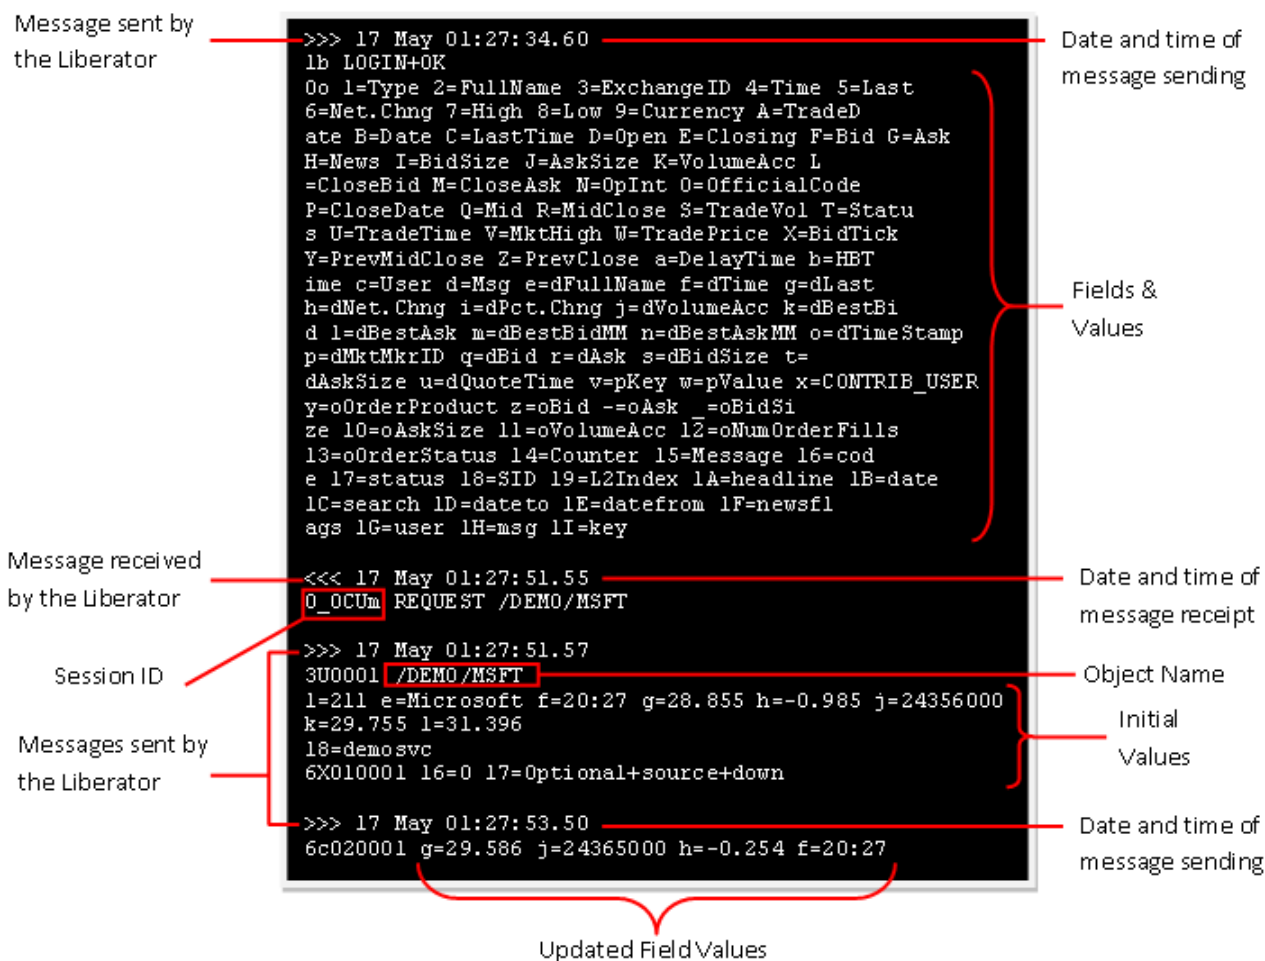 Message sent by
the Liberator
>>> 17 May 01:27:34.60
Date and time of
message sending
1b LOGIN+OK
0o 1=Type 2=FullName 3=ExchangeID 4=Time 5=Last
6=Net.Chng 7=High 8=Low 9=Currency A=TradeD
ate B=Date C=LastTime D=Open E=Closing F=Bid G=Ask
H=News I=BidSize J=AskSize K=VolumeAcc L
=CloseBid M=CloseAsk N=OpInt O=OfficialCode
P=CloseDate Q=Mid R=MidClose S=TradeVol T=Statu
s U=TradeTime V=MktHigh W=TradePrice X=BidTick
Y=PrevMidClose Z=PrevClose a=DelayTime b=HBT
ime c=User d=Msg e=dFullName f=dTime g=dLast
h=dNet.Chng i=dPct.Chng j=dVolumeAcc k=dBestBi
d l=dBestAsk m=dBestBidMM n=dBestAskMM o=dTimeStamp
p=dMktMkrID q=dBid r=dAsk s=dBidSize t=
dAskSize u=dQuoteTime v=pKey w=pValue x=CONTRIB_USER
y=oOrderProduct z=oBid -=oAsk _=oBidSi
ze 10=oAskSize 11=oVolumeAcc 12=oNumOrderFills
13=oOrderStatus 14=Counter 15=Message 16=cod
e 17=status 18=SID 19=L2Index 1A=headline 1B=date
1C=search 1D=dateto 1E=datefrom 1F=newsfl
ags 1G=user 1H=msg 1I=key
Fields &
Values
Message received
by the Liberator
<<< 17 May 01:27:51.55
Date and time of
message receipt
0_0CUm REQUEST /DEMO/MSFT
Session ID
>>> 17 May 01:27:51.57
3U0001 /DEMO/MSFT
Object Name
1=211 e=Microsoft f=20:27 g=28.855 h=-0.985 j=24356000
k=29.755 l=31.396
18=demosvc
6X010001 16=0 17=Optional+source+down
Initial
Values
Messages sent by
the Liberator
>>> 17 May 01:27:53.50
Date and time of
message sending
6c020001 g=29.586 j=24365000 h=-0.254 f=20:27
Updated Field Values